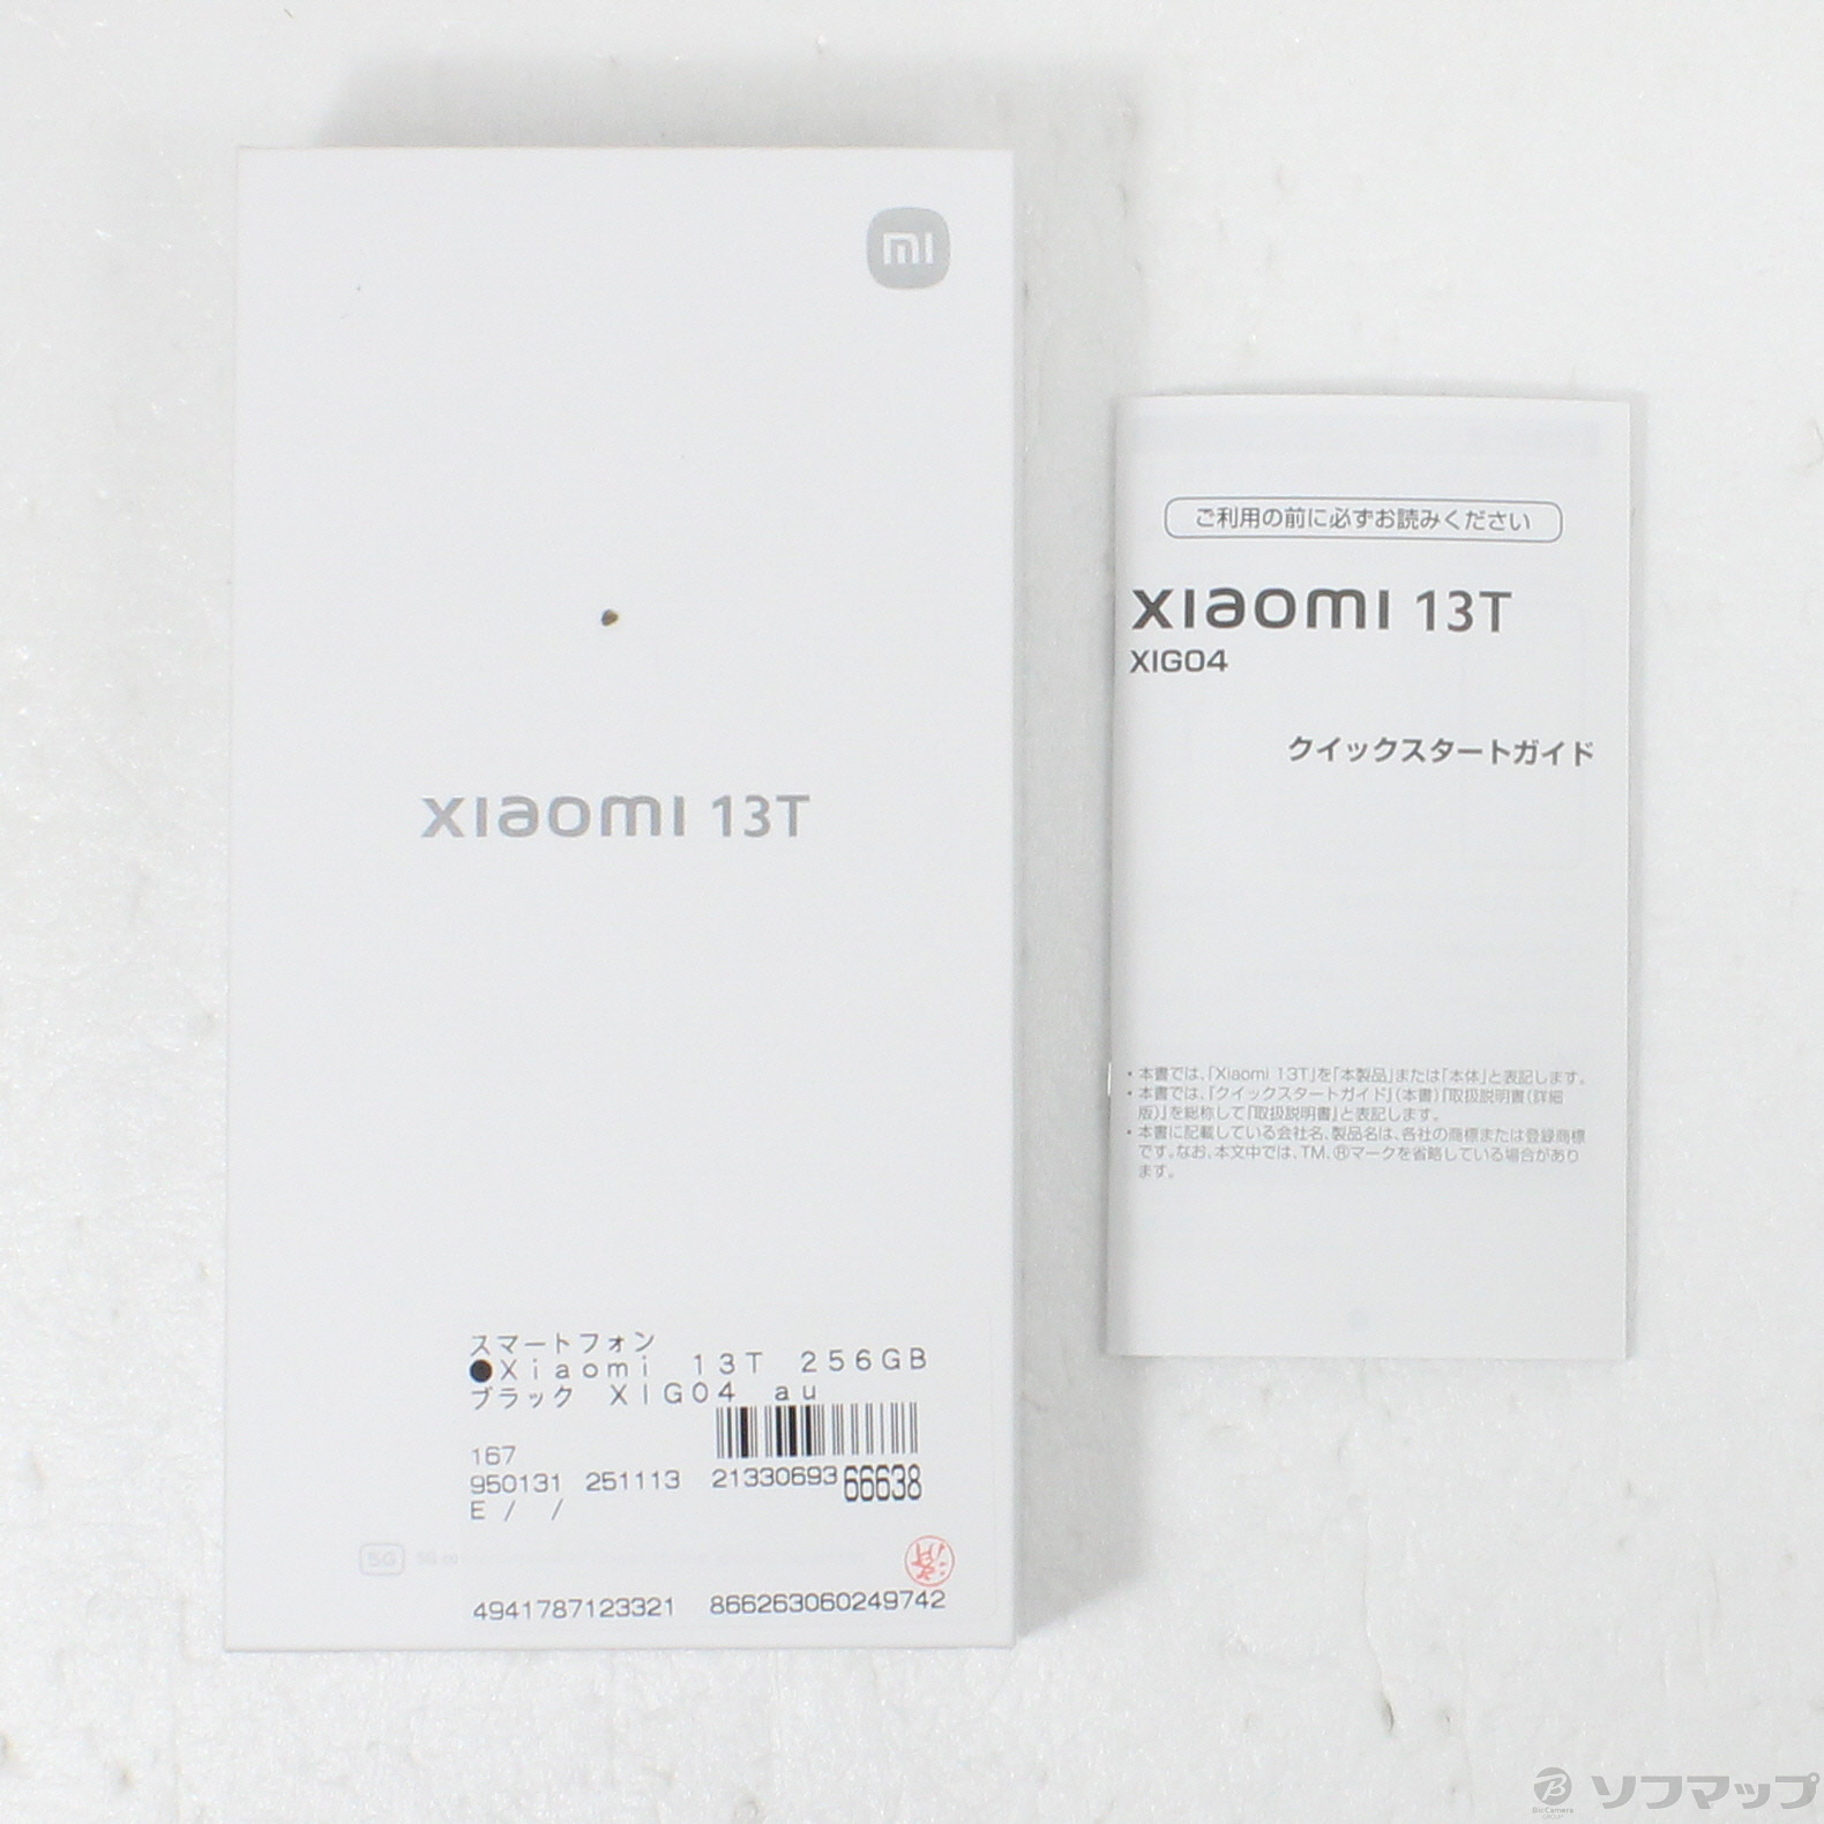 mi
xiaomi 13T
スマートフォン
●Xiaomi 13T 256GB
ブラック XIG04 au
167
950131 251113 21330693 66638
E / /
5G
4941787123321 866263060249742
ご利用の前に必ずお読みください
xiaomi 13T
XIG04
クイックスタートガイド
・本書では、「Xiaomi 13T」を「本製品」または「本体」と表記します。
・本書では、『クイックスタートガイド』(本書)『取扱説明書(詳細
版)』を総称して『取扱説明書』と表記します。
・本書に記載している会社名、製品名は、各社の商標または登録商標
です。なお、本文中では、TM、®マークを省略している場合があり
ます。
BicCamera
GROUP
ソフマップ